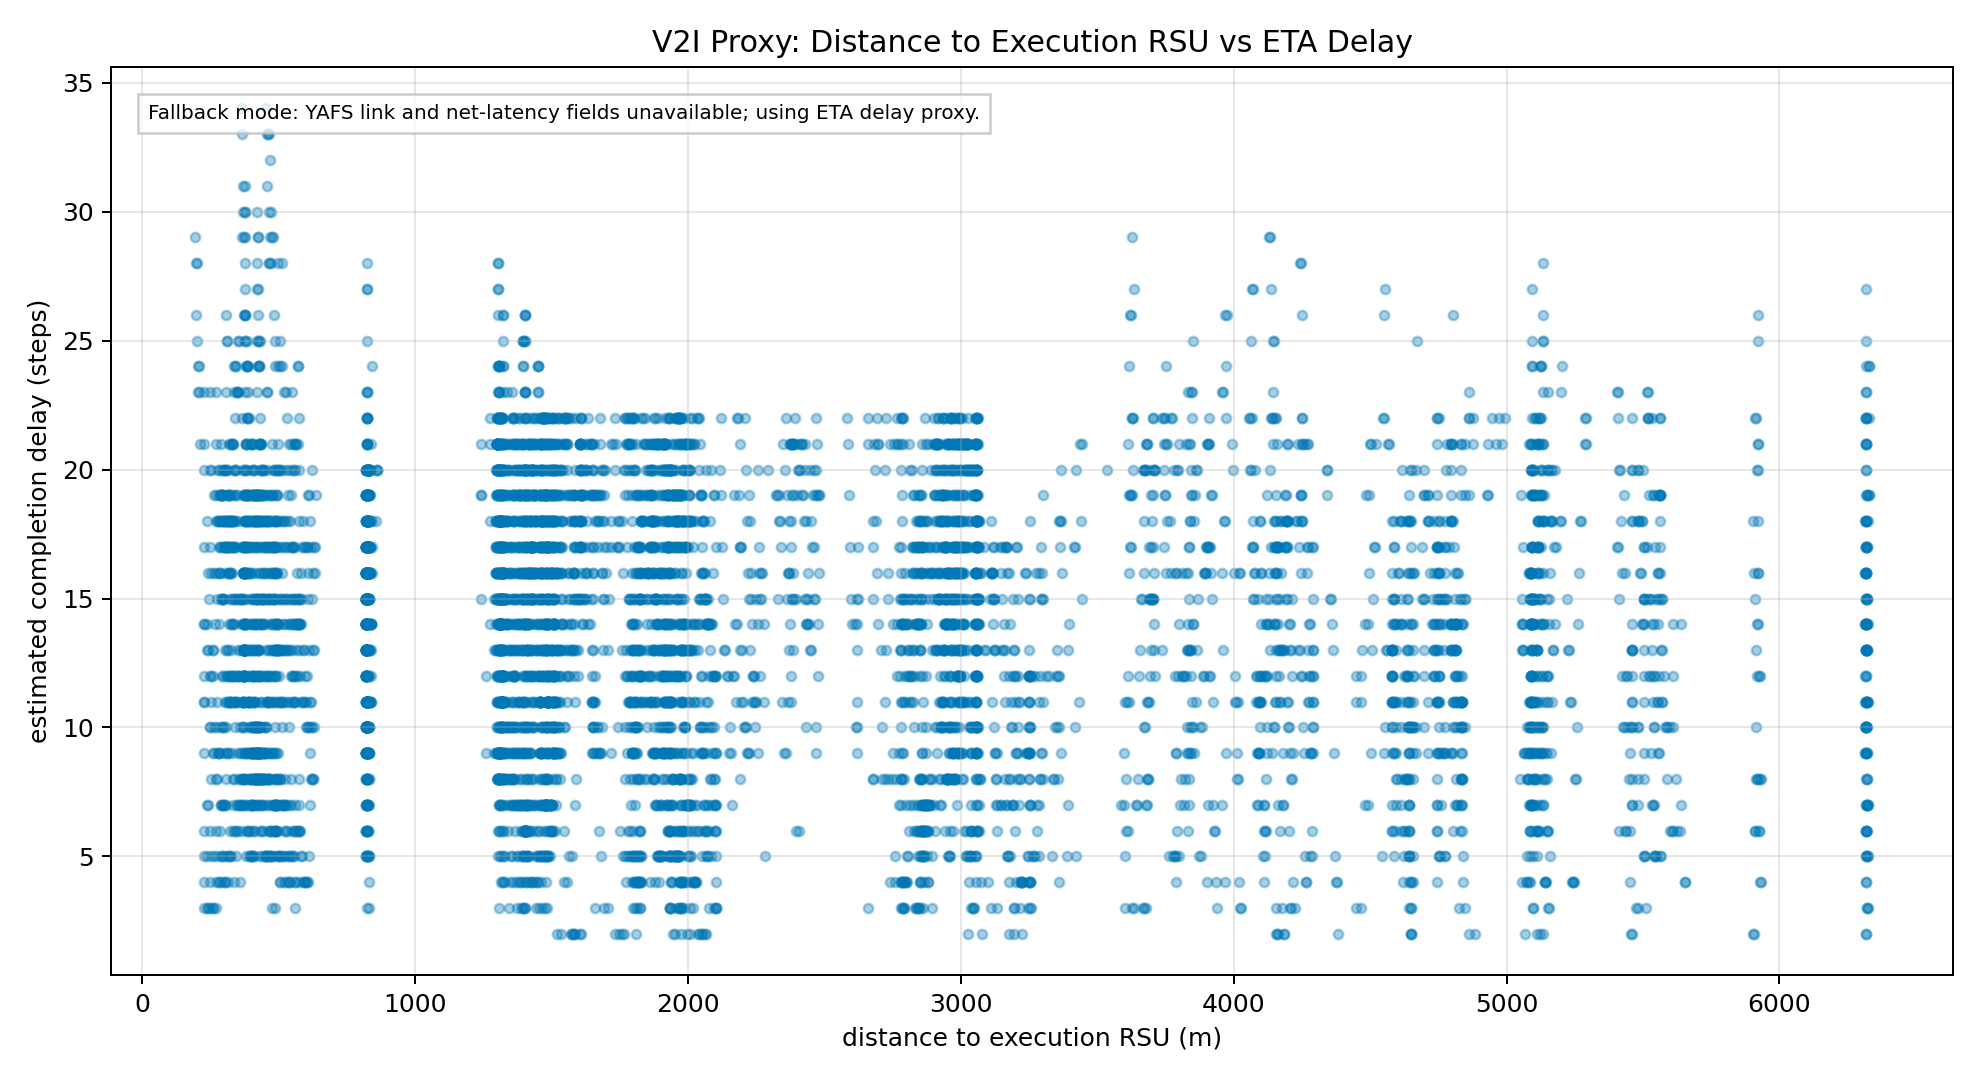 V2I Proxy: Distance to Execution RSU vs ETA Delay
35
Fallback mode: YAFS link and net-latency fields unavailable; using ETA delay proxy.
30
25
20
15
10
5
estimated completion delay (steps)
0 1000 2000 3000 4000 5000 6000
distance to execution RSU (m)